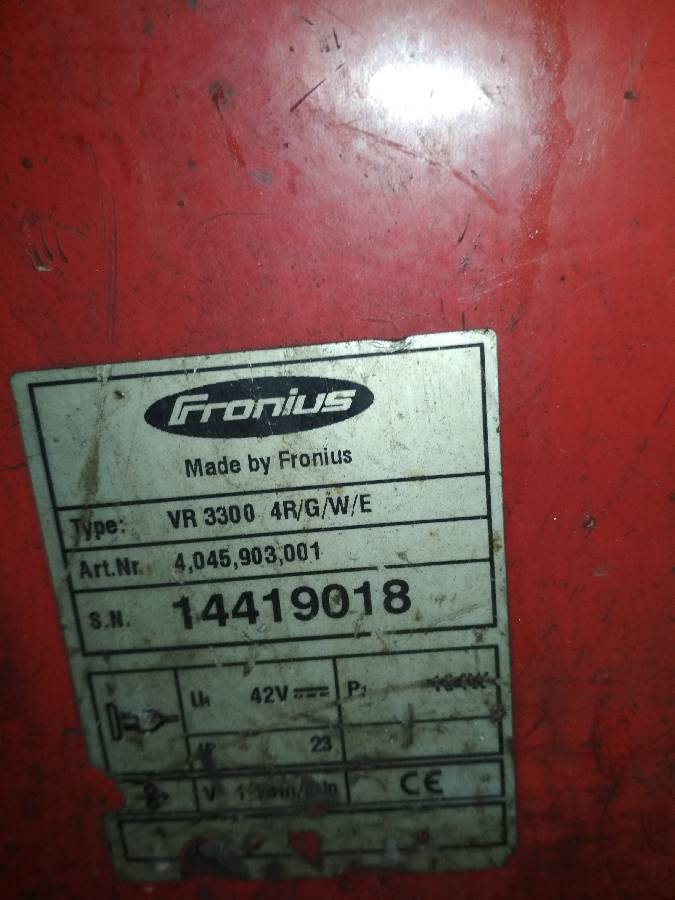 Fronius
Made by Fronius
Type: VR 3300 4R/G/W/E
Art.Nr. 4,045,903,001
S.N. 14419018
U₁ 42V P₁
IP 23
V
CE